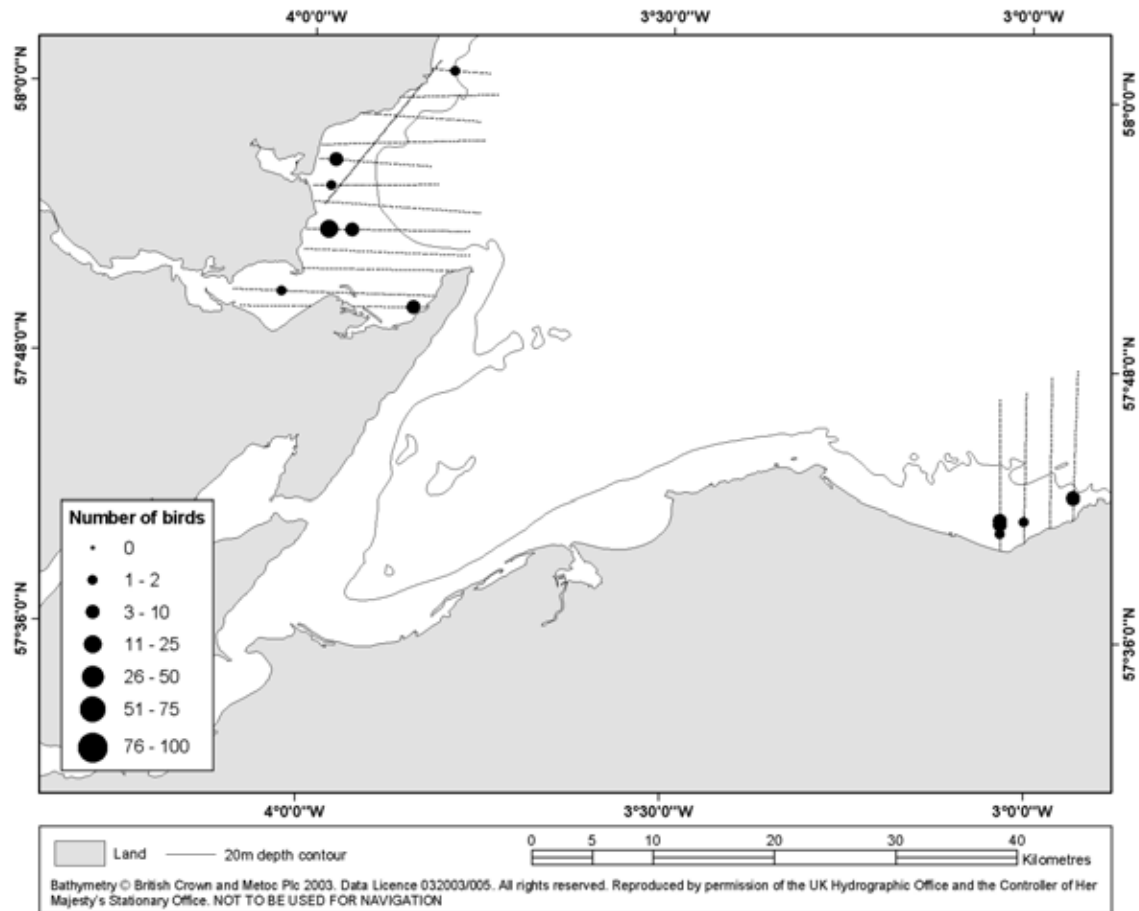 4°0'0"W 3°30'0"W 3°0'0"W
58°0'0"N
58°0'0"N
57°48'0"N
57°48'0"N
57°36'0"N
57°36'0"N
Number of birds
0
1 - 2
3 - 10
11 - 25
26 - 50
51 - 75
76 - 100
4°0'0"W 3°30'0"W 3°0'0"W
Land 20m depth contour
0 5 10 20 30 40
Kilometres
Bathymetry © British Crown and Metoc Plc 2003. Data Licence 032003/005. All rights reserved. Reproduced by permission of the UK Hydrographic Office and the Controller of Her
Majesty's Stationary Office. NOT TO BE USED FOR NAVIGATION